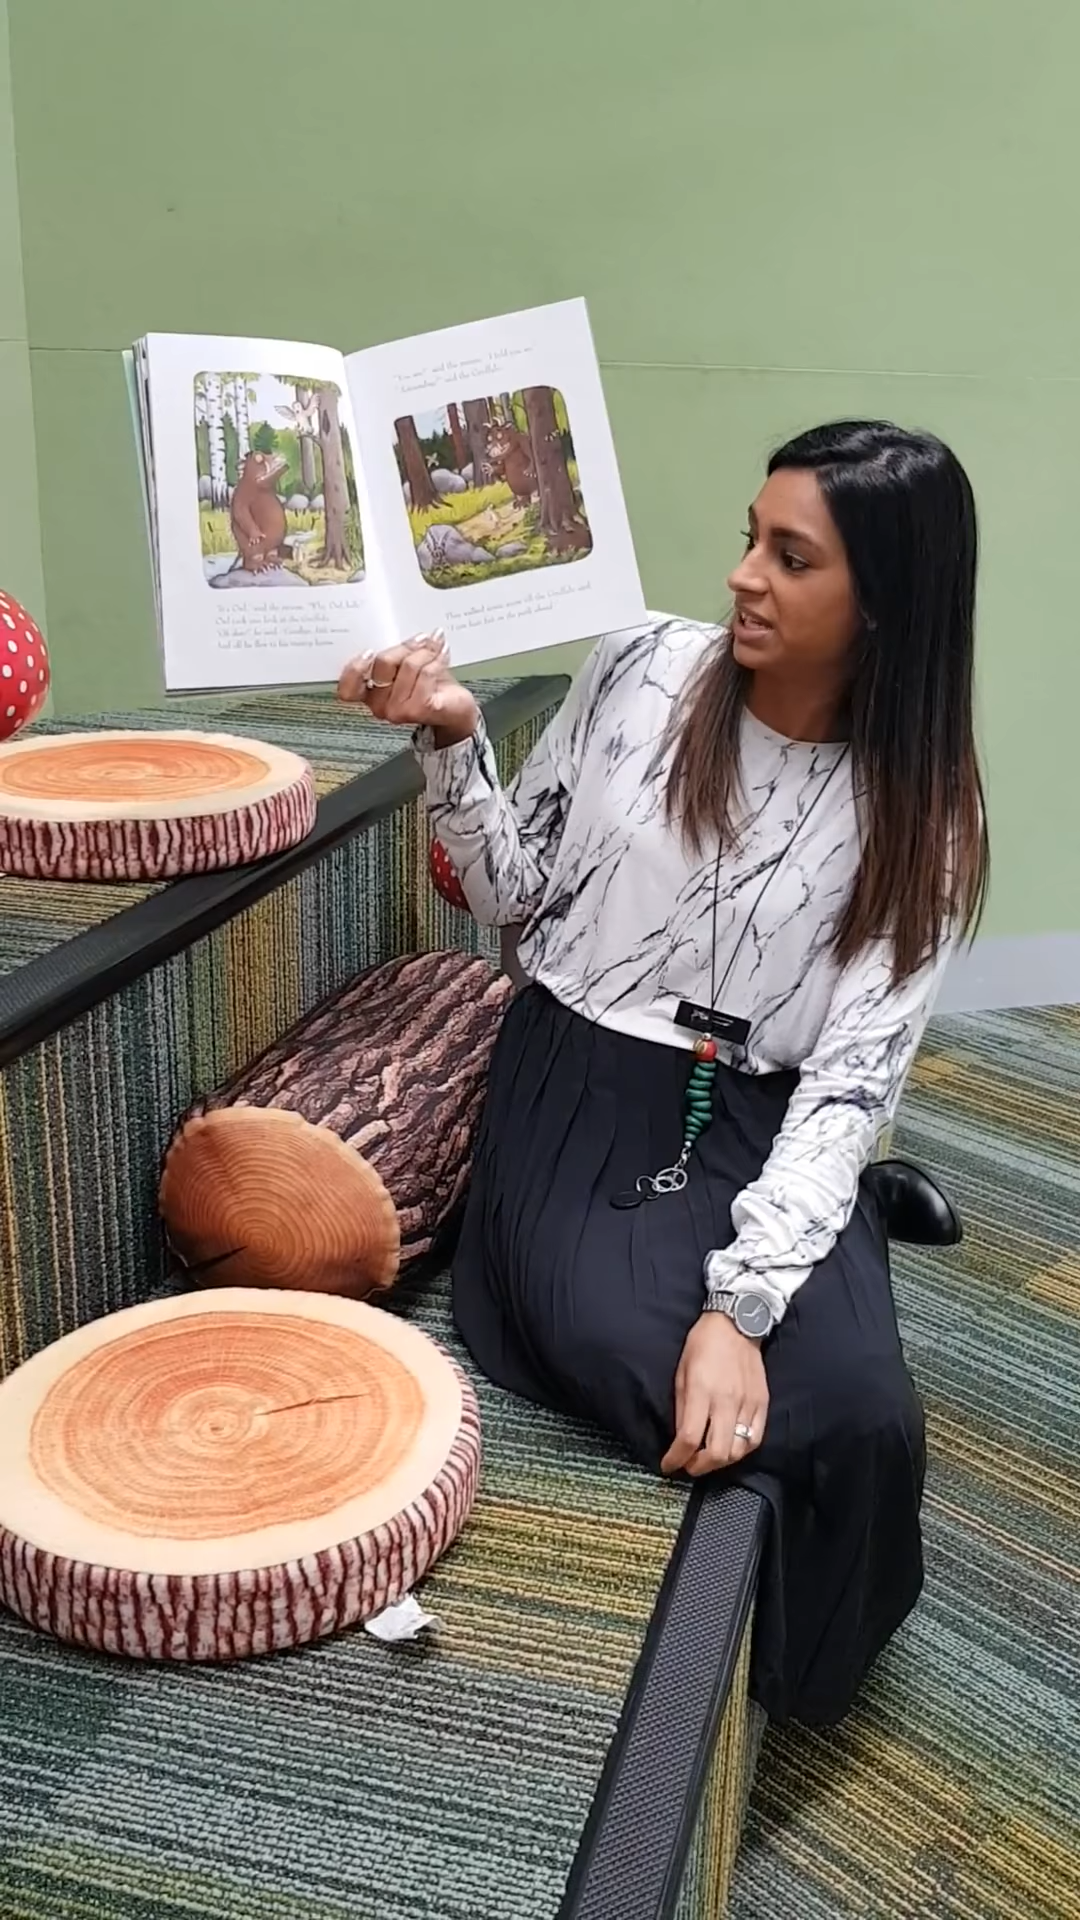 "It's Owl," said the mouse. "Why, Owl, hello!"
Owl took one look at the Gruffalo.
"Oh dear!" he said. "Goodbye, little mouse."
And off he flew to his treetop house.
"You see?" said the mouse. "I told you so."
"Astounding!" said the Gruffalo.
They walked some more till the Gruffalo said,
"I can hear feet on the path ahead."